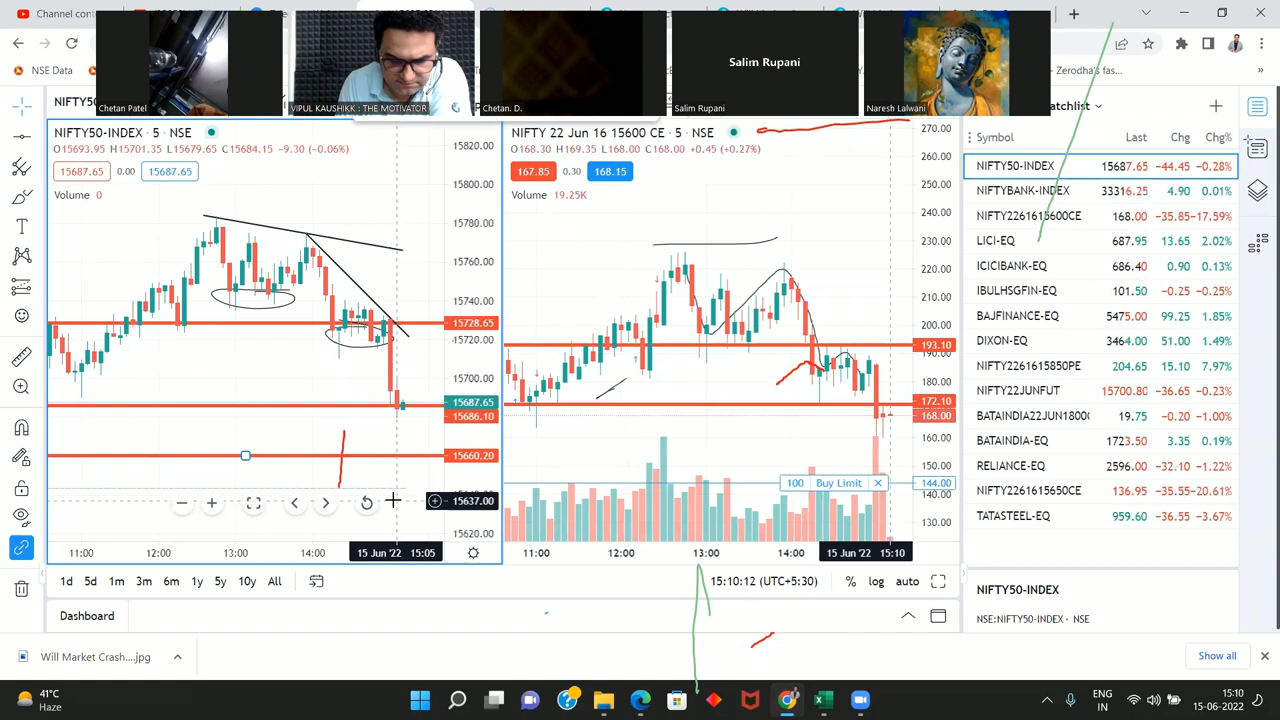 Channel content
NSE Data
Zerodha's fas…
Chetan Patel
VIPUL KAUSHIKK : THE MOTIVATOR
Chetan. D.
Salim Rupani
Salim Rupani
Naresh Lalwani
NIFTY50-INDEX · 5 · NSE
O15693.95 H15701.35 L15679.65 C15684.15 −9.30 (−0.06%)
15687.65 0.00 15687.65
Volume 0
15820.00
15800.00
15780.00
15760.00
15740.00
15728.65
15720.00
15700.00
15687.65
15686.10
15660.20
15637.00
15620.00
11:00 12:00 13:00 14:00 15 Jun '22 15:05
NIFTY 22 Jun 16 15600 CE · 5 · NSE
O168.30 H169.35 L168.00 C168.00 +0.45 (+0.27%)
167.85 0.30 168.15
Volume 19.25K
270.00
260.00
250.00
240.00
230.00
220.00
210.00
200.00
193.10
190.00
180.00
172.10
168.00
160.00
150.00
100 Buy Limit 144.00
140.00
130.00
11:00 12:00 13:00 14:00 15 Jun '22 15:10
1d 5d 1m 3m 6m 1y 5y 10y All
15:10:12 (UTC+5:30) % log auto
Dashboard
Symbol Last Chg Chg%
NIFTY50-INDEX 15687.65 −44.45 −0.28%
NIFTYBANK-INDEX 33316.25 4.90 0.01%
NIFTY2261615600CE 168.00 −35.85 −17.59%
LICI-EQ 687.95 13.65 2.02%
ICICIBANK-EQ 686.40 0.90 0.13%
IBULHSGFIN-EQ 101.50 −0.25 −0.25%
BAJFINANCE-EQ 5475.00 99.25 1.85%
DIXON-EQ 3464.00 51.00 1.49%
NIFTY2261615850PE 204.65 15.10 7.97%
NIFTY22JUNFUT 15700.80 −36.65 −0.23%
BATAINDIA22JUN1800 19.75 −0.20 −1.00%
BATAINDIA-EQ 1723.50 3.35 0.19%
RELIANCE-EQ 2596.00 −32.10 −1.22%
NIFTY2261615650CE 136.95 −35.55 −20.61%
TATASTEEL-EQ 959.60 −36.55 −3.67%
NIFTY50-INDEX
NSE:NIFTY50-INDEX · NSE
Will Market Crash....jpg
Show all
41°C
Haze
ENG
IN
15:10
15-06-2022